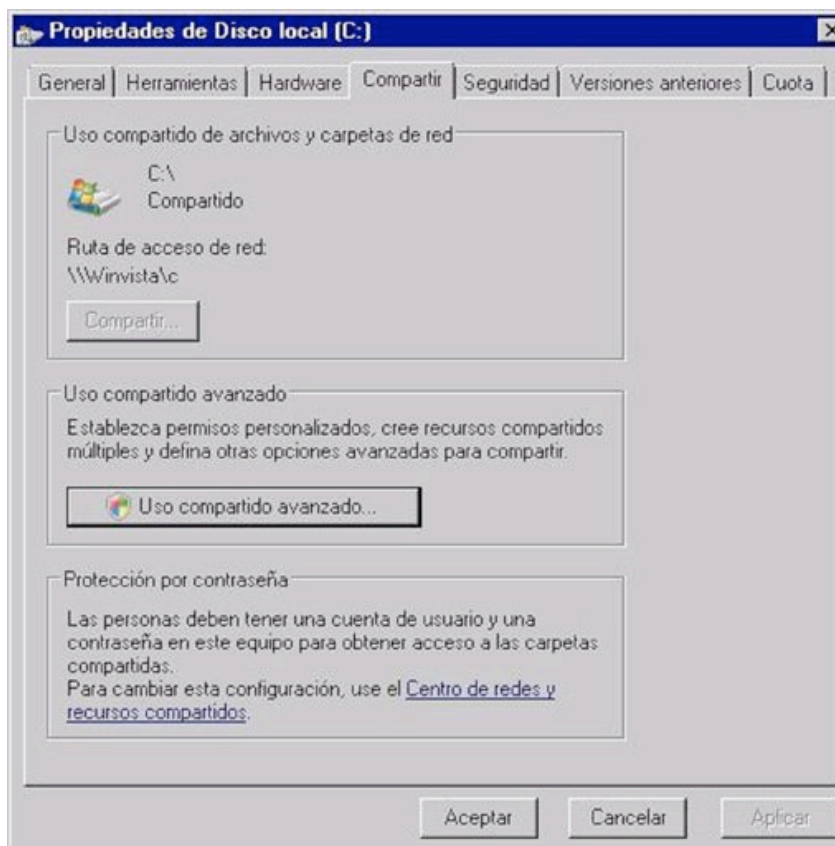 Propiedades de Disco local (C:)
General Herramientas Hardware Compartir Seguridad Versiones anteriores Cuota
Uso compartido de archivos y carpetas de red
C:\
Compartido
Ruta de acceso de red:
\\Winvista\c
Compartir...
Uso compartido avanzado
Establezca permisos personalizados, cree recursos compartidos
múltiples y defina otras opciones avanzadas para compartir.
Uso compartido avanzado...
Protección por contraseña
Las personas deben tener una cuenta de usuario y una
contraseña en este equipo para obtener acceso a las carpetas
compartidas.
Para cambiar esta configuración, use el Centro de redes y
recursos compartidos.
Aceptar Cancelar Aplicar